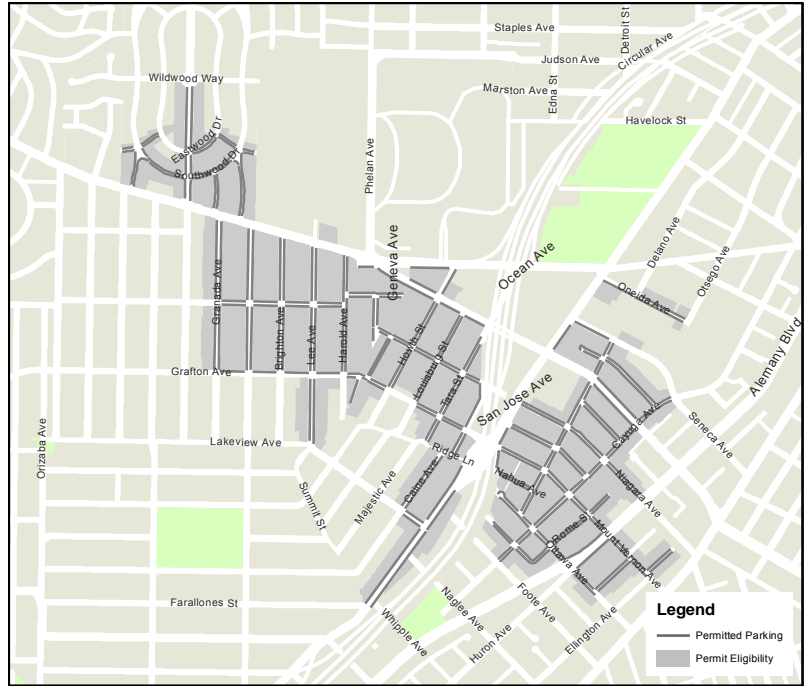 Staples Ave
Detroit St
Circular Ave
Judson Ave
Wildwood Way
Marston Ave
Edna St
Havelock St
Eastwood Dr
Southwood Dr
Phelan Ave
Geneva Ave
Ocean Ave
Delano Ave
Otsego Ave
Granada Ave
Oneida Ave
Brighton Ave
Lee Ave
Harold Ave
Howth St
Louisburg St
Tara St
Alemany Blvd
Grafton Ave
San Jose Ave
Cayuga Ave
Seneca Ave
Orizaba Ave
Lakeview Ave
Ridge Ln
Caine Ave
Majestic Ave
Summit St
Nahua Ave
Niagara Ave
Rome St
Mount Vernon Ave
Ottawa Ave
Farallones St
Whipple Ave
Naglee Ave
Foote Ave
Huron Ave
Ellington Ave
Legend
Permitted Parking
Permit Eligibility